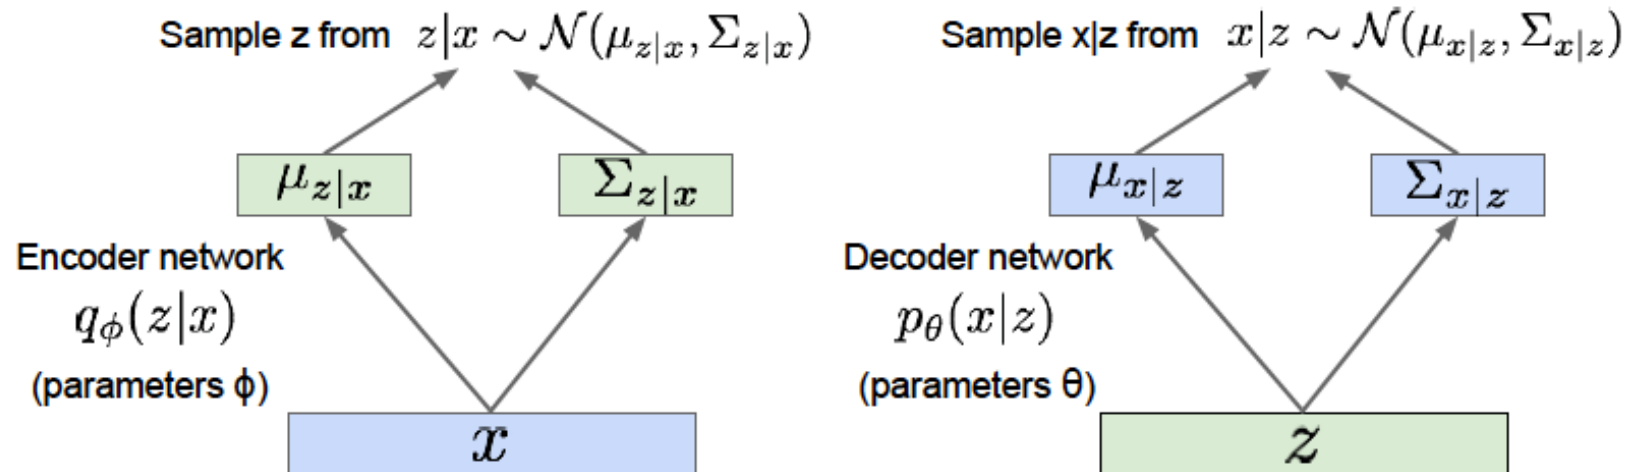 Sample z from z|x ∼ 𝒩(μ_{z|x}, Σ_{z|x})
μ_{z|x}
Σ_{z|x}
Encoder network
q_ϕ(z|x)
(parameters ϕ)
x
Sample x|z from x|z ∼ 𝒩(μ_{x|z}, Σ_{x|z})
μ_{x|z}
Σ_{x|z}
Decoder network
p_θ(x|z)
(parameters θ)
z